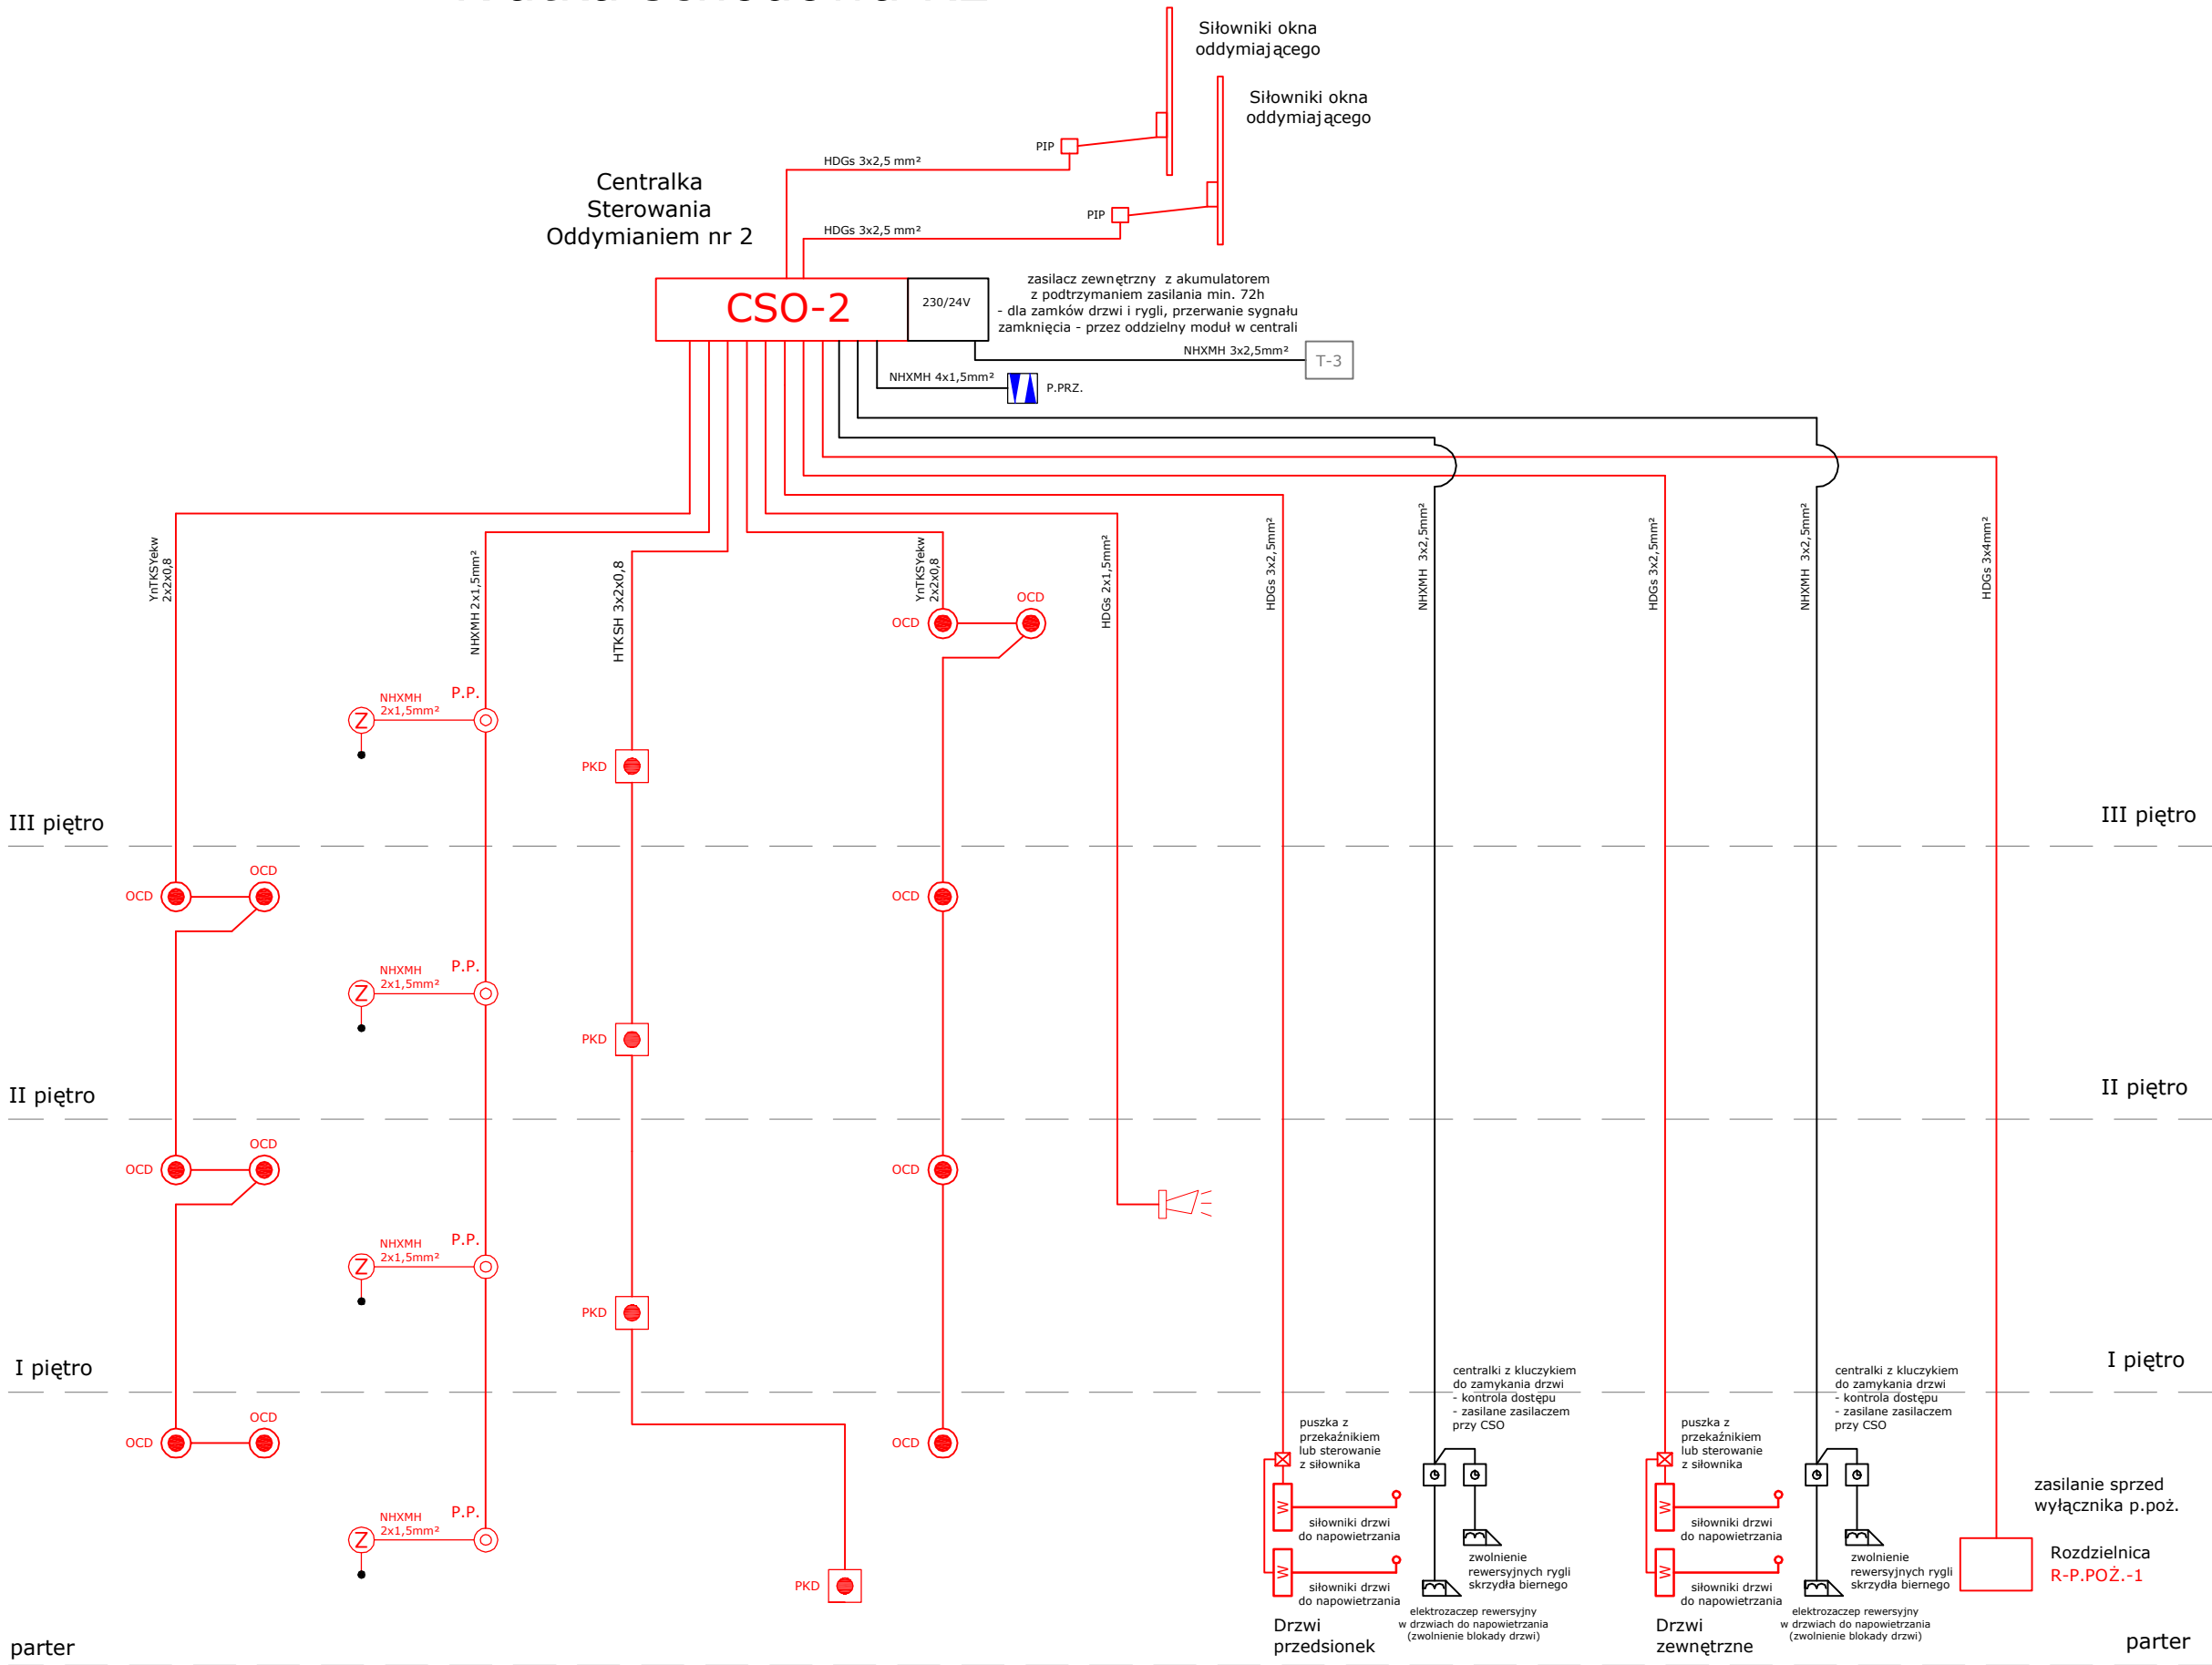 Siłowniki okna
oddymiającego
Siłowniki okna
oddymiającego
PIP
HDGs 3x2,5 mm²
PIP
HDGs 3x2,5 mm²
Centralka
Sterowania
Oddymianiem nr 2
CSO-2
230/24V
zasilacz zewnętrzny z akumulatorem
z podtrzymaniem zasilania min. 72h
- dla zamków drzwi i rygli, przerwanie sygnału
zamknięcia - przez oddzielny moduł w centrali
NHXMH 3x2,5mm²
T-3
NHXMH 4x1,5mm²
P.PRZ.
YnTKSYekw
2x2x0,8
NHXMH 2x1,5mm²
HTKSH 3x2x0,8
YnTKSYekw
2x2x0,8
HDGs 2x1,5mm²
HDGs 3x2,5mm²
NHXMH 3x2,5mm²
HDGs 3x2,5mm²
NHXMH 3x2,5mm²
HDGs 3x4mm²
OCD
OCD
NHXMH
2x1,5mm²
P.P.
Z
PKD
III piętro
III piętro
OCD
OCD
OCD
NHXMH
2x1,5mm²
P.P.
Z
PKD
II piętro
II piętro
OCD
OCD
OCD
NHXMH
2x1,5mm²
P.P.
Z
PKD
I piętro
I piętro
centralki z kluczykiem
do zamykania drzwi
- kontrola dostępu
- zasilane zasilaczem
przy CSO
centralki z kluczykiem
do zamykania drzwi
- kontrola dostępu
- zasilane zasilaczem
przy CSO
OCD
OCD
OCD
puszka z
przekaźnikiem
lub sterowanie
z siłownika
puszka z
przekaźnikiem
lub sterowanie
z siłownika
NHXMH
2x1,5mm²
P.P.
Z
PKD
W
siłowniki drzwi
do napowietrzania
W
siłowniki drzwi
do napowietrzania
zwolnienie
rewersyjnych rygli
skrzydła biernego
elektrozaczep rewersyjny
w drzwiach do napowietrzania
(zwolnienie blokady drzwi)
Drzwi
przedsionek
W
siłowniki drzwi
do napowietrzania
W
siłowniki drzwi
do napowietrzania
zwolnienie
rewersyjnych rygli
skrzydła biernego
elektrozaczep rewersyjny
w drzwiach do napowietrzania
(zwolnienie blokady drzwi)
Drzwi
zewnętrzne
zasilanie sprzed
wyłącznika p.poż.
Rozdzielnica
R-P.POŻ.-1
parter
parter